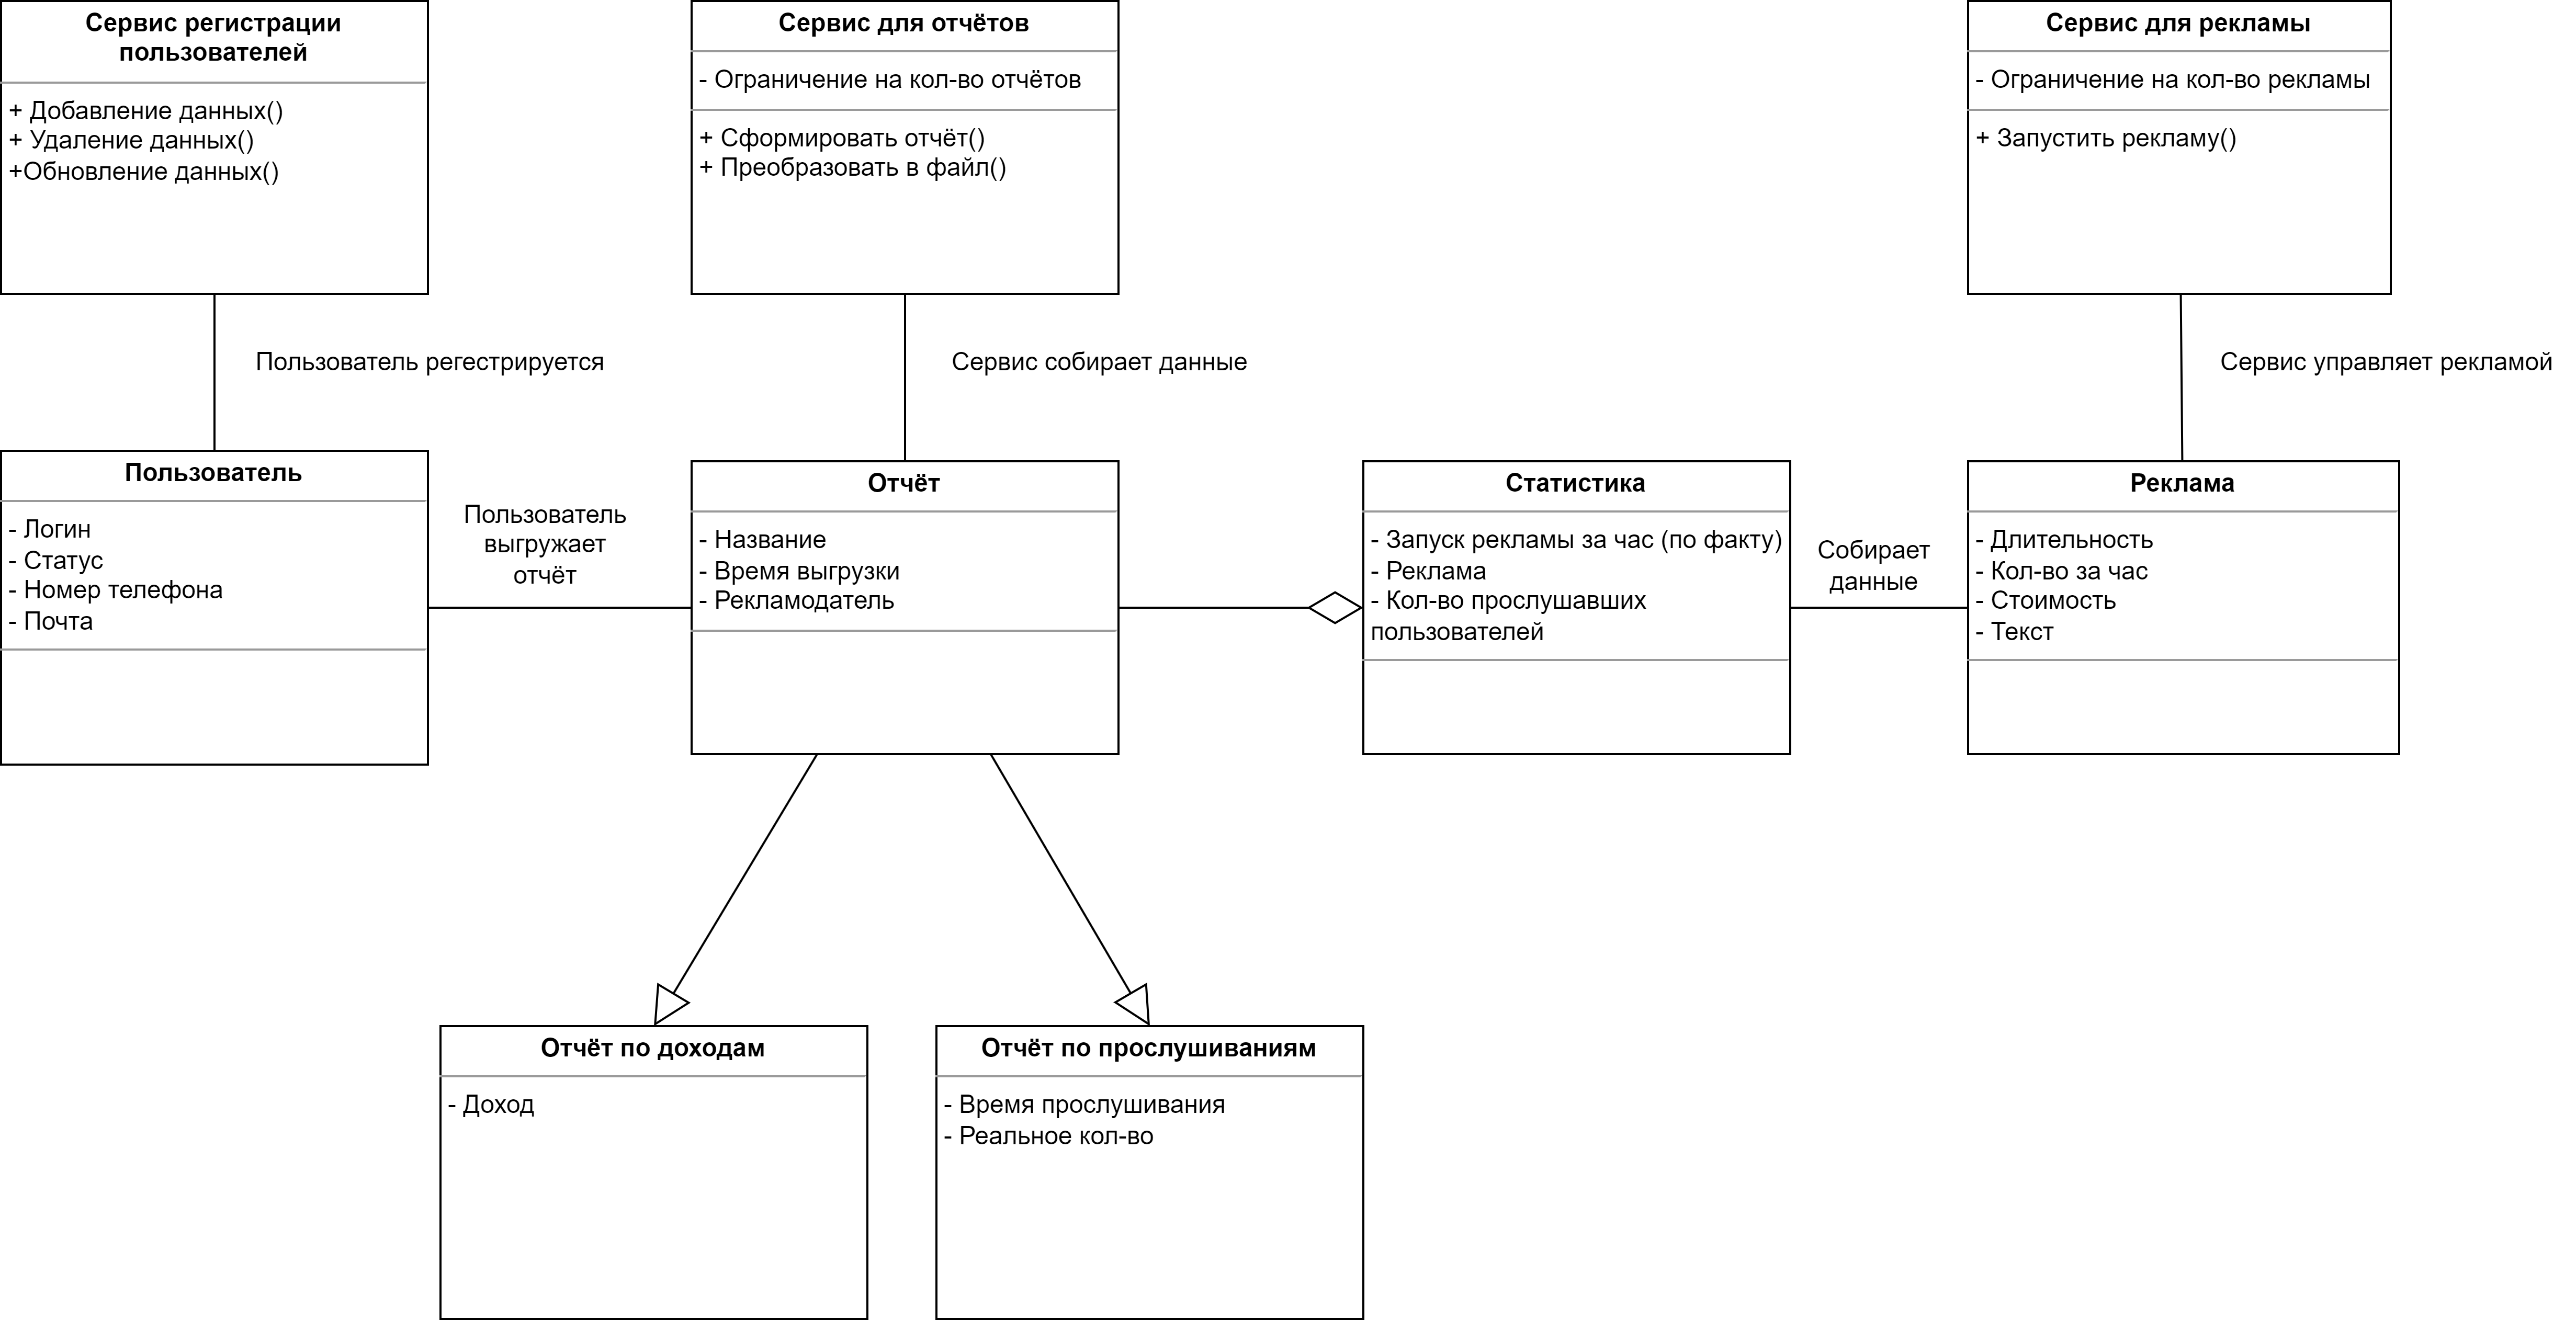 Сервис регистрации
пользователей
+ Добавление данных()
+ Удаление данных()
+Обновление данных()
Сервис для отчётов
- Ограничение на кол-во отчётов
+ Сформировать отчёт()
+ Преобразовать в файл()
Сервис для рекламы
- Ограничение на кол-во рекламы
+ Запустить рекламу()
Пользователь регестрируется
Сервис собирает данные
Сервис управляет рекламой
Пользователь
- Логин
- Статус
- Номер телефона
- Почта
Пользователь
выгружает
отчёт
Отчёт
- Название
- Время выгрузки
- Рекламодатель
Статистика
- Запуск рекламы за час (по факту)
- Реклама
- Кол-во прослушавших
пользователей
Собирает
данные
Реклама
- Длительность
- Кол-во за час
- Стоимость
- Текст
Отчёт по доходам
- Доход
Отчёт по прослушиваниям
- Время прослушивания
- Реальное кол-во